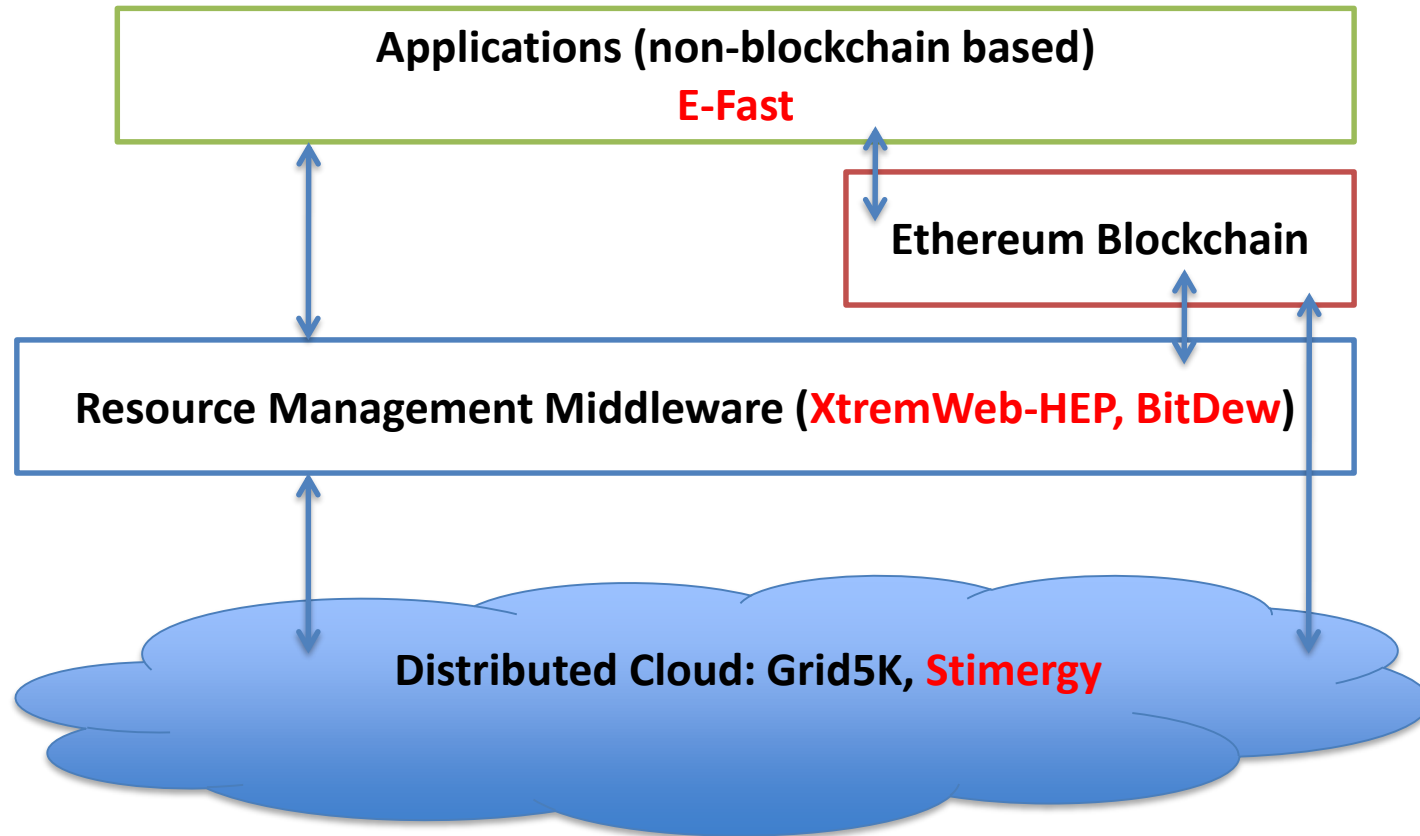 Applications (non-blockchain based)
E-Fast
Ethereum Blockchain
Resource Management Middleware (XtremWeb-HEP, BitDew)
Distributed Cloud: Grid5K, Stimergy